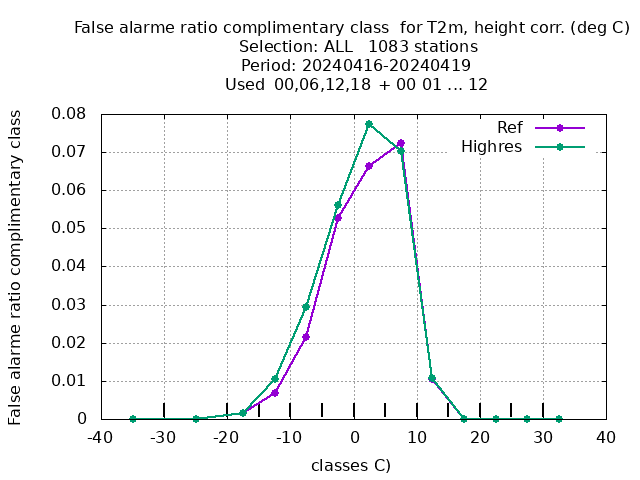 False alarme ratio complimentary class  for T2m, height corr. (deg C)
Selection: ALL   1083 stations
Period: 20240416-20240419
Used  00,06,12,18 + 00 01 ... 12
False alarme ratio complimentary class
0.08
0.07
0.06
0.05
0.04
0.03
0.02
0.01
0
Ref
Highres
-40 -30 -20 -10 0 10 20 30 40
classes C)